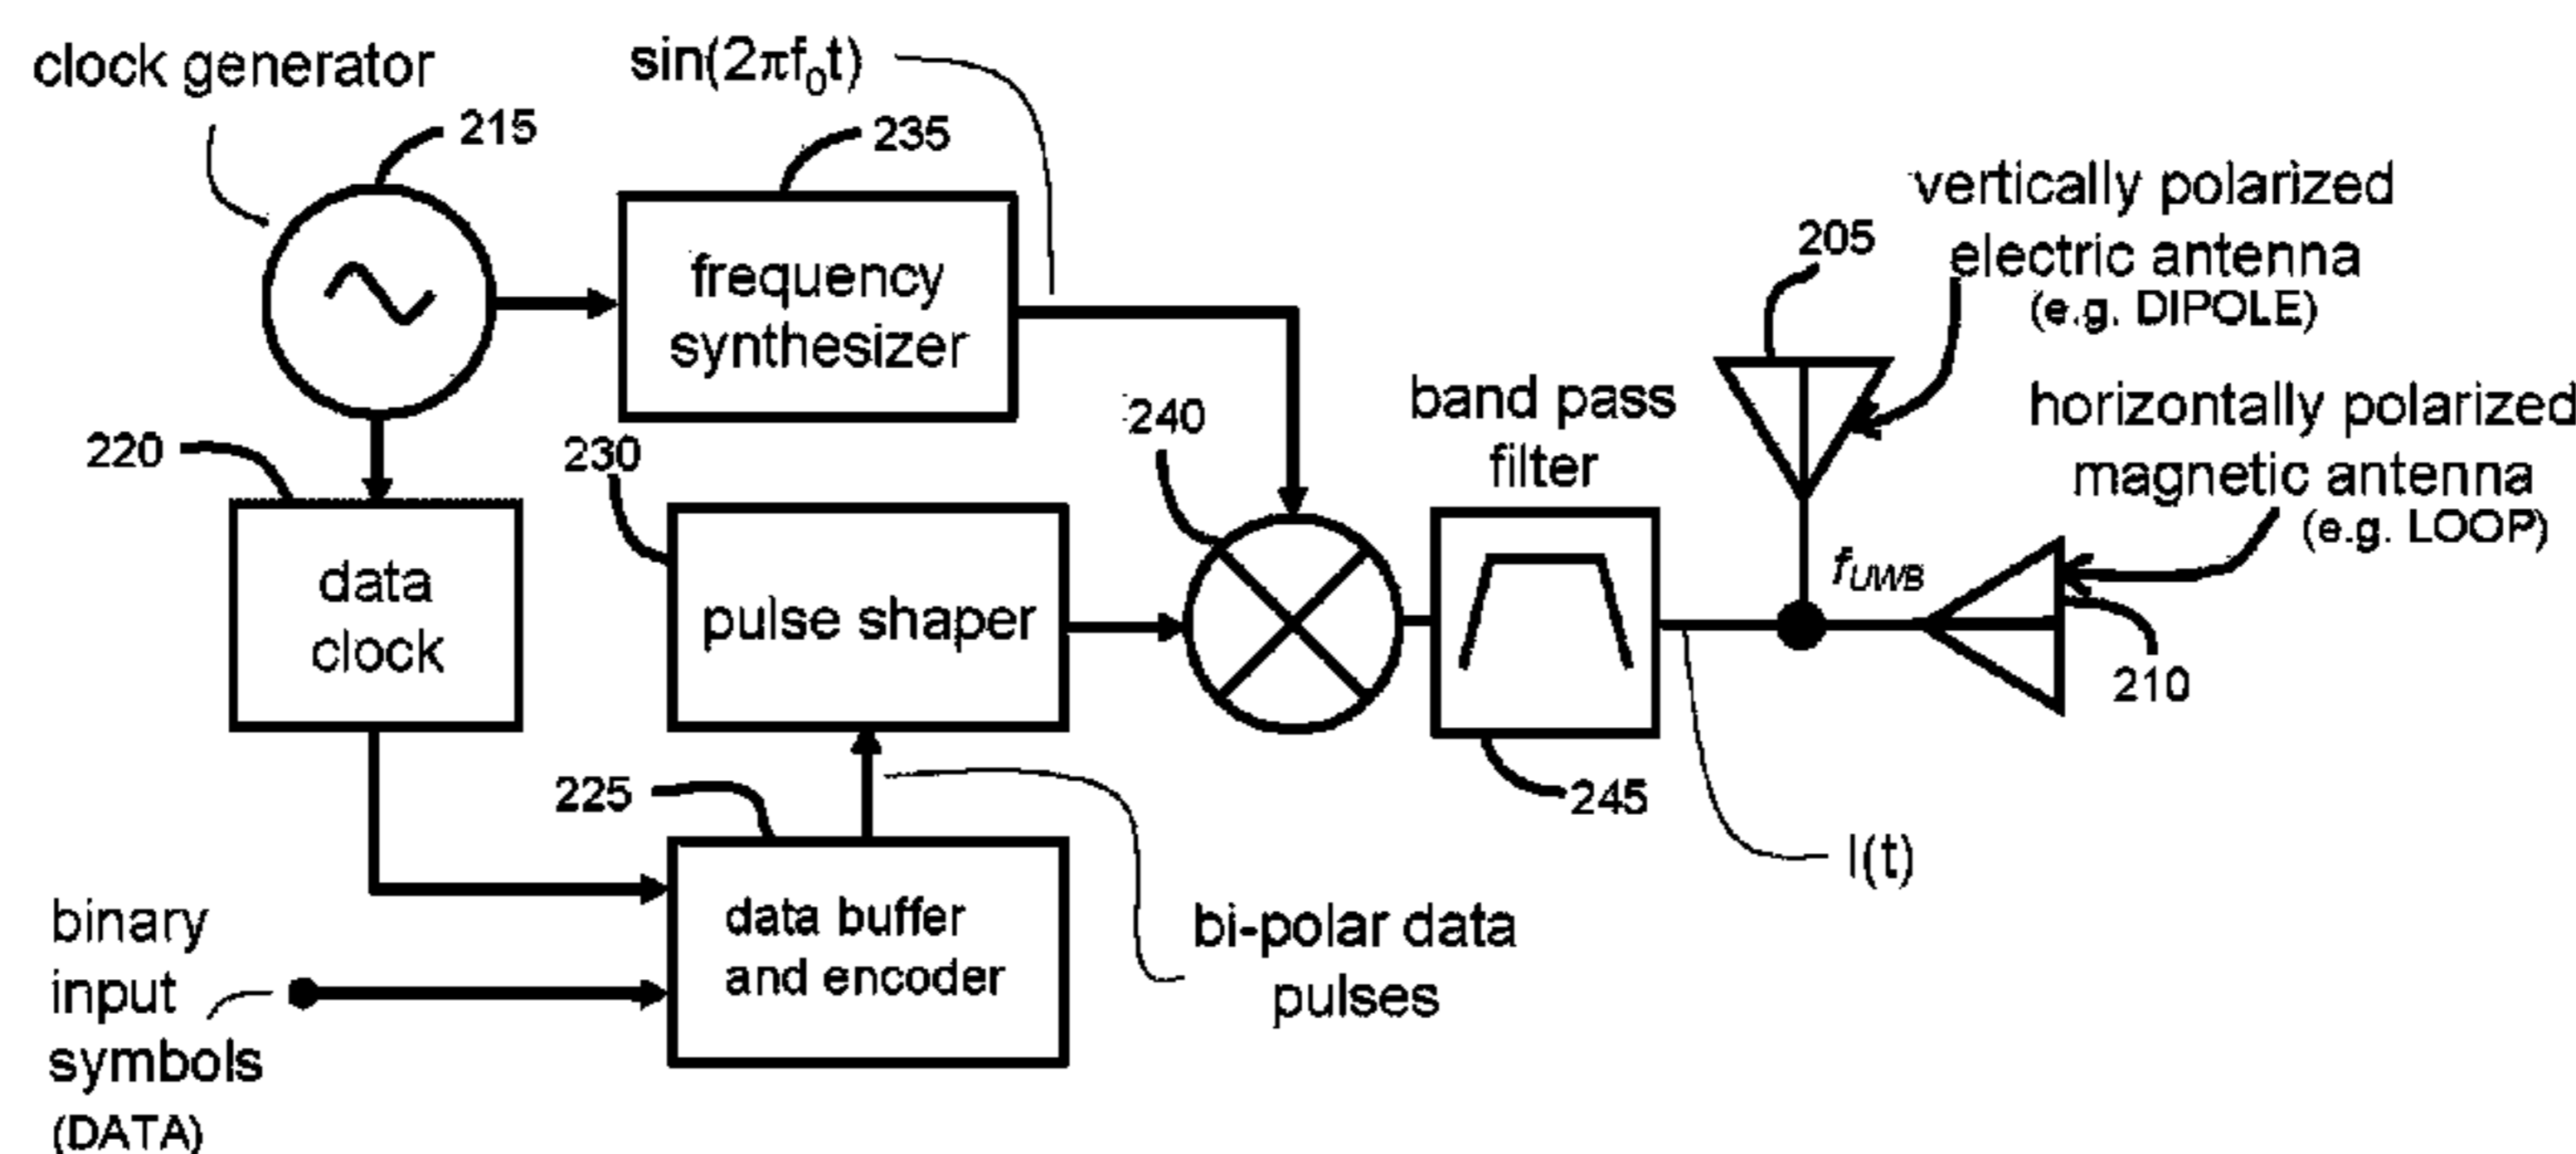 clock generator
215
sin(2πf₀t)
235
frequency
synthesizer
vertically polarized
electric antenna
(e.g. DIPOLE)
205
horizontally polarized
magnetic antenna
(e.g. LOOP)
210
band pass
filter
240
220
230
data
clock
pulse shaper
f_UWB
225
245
I(t)
data buffer
and encoder
bi-polar data
pulses
binary
input
symbols
(DATA)